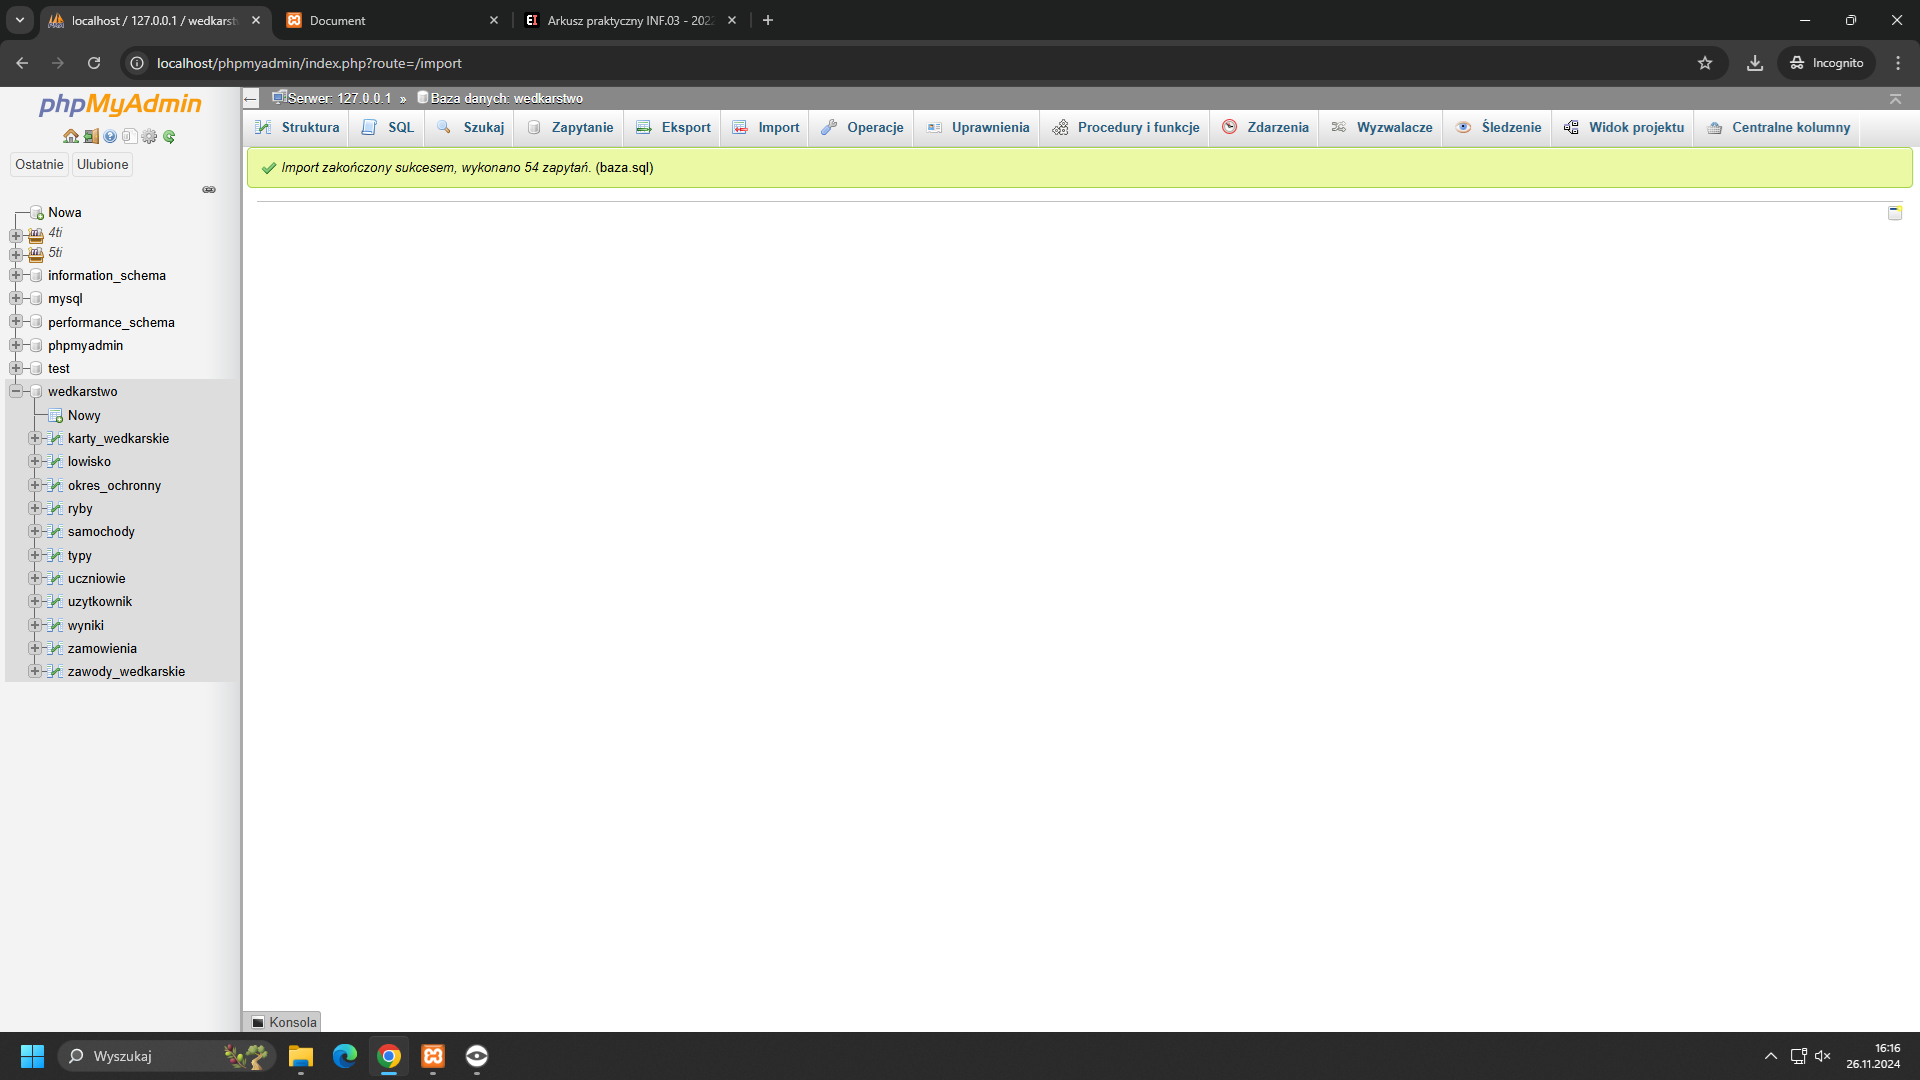 localhost / 127.0.0.1 / wedkarst
Document
EI Arkusz praktyczny INF.03 - 2022
localhost/phpmyadmin/index.php?route=/import
Incognito
phpMyAdmin
Ostatnie
Ulubione
Nowa
4ti
5ti
information_schema
mysql
performance_schema
phpmyadmin
test
wedkarstwo
Nowy
karty_wedkarskie
lowisko
okres_ochronny
ryby
samochody
typy
uczniowie
uzytkownik
wyniki
zamowienia
zawody_wedkarskie
Serwer: 127.0.0.1 » Baza danych: wedkarstwo
Struktura
SQL
Szukaj
Zapytanie
Eksport
Import
Operacje
Uprawnienia
Procedury i funkcje
Zdarzenia
Wyzwalacze
Śledzenie
Widok projektu
Centralne kolumny
Import zakończony sukcesem, wykonano 54 zapytań. (baza.sql)
Konsola
Wyszukaj
16:16
26.11.2024